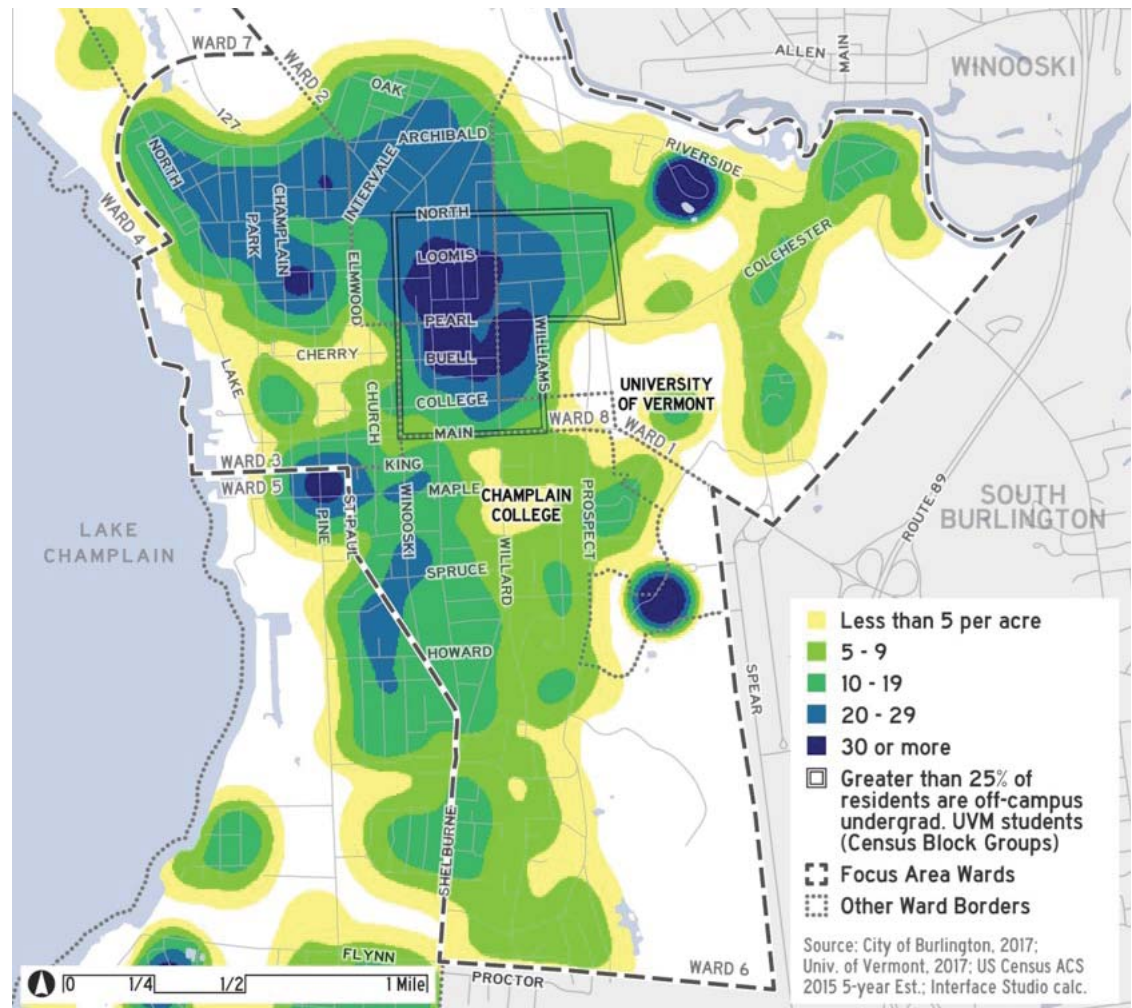 WARD 7
WARD 2
ALLEN
MAIN
WINOOSKI
OAK
127
ARCHIBALD
RIVERSIDE
NORTH
INTERVALE
CHAMPLAIN
PARK
WARD 4
NORTH
LOOMIS
ELMWOOD
COLCHESTER
PEARL
WILLIAMS
CHERRY
BUELL
LAKE
CHURCH
COLLEGE
UNIVERSITY
OF VERMONT
WARD 8
WARD 1
MAIN
WARD 3
WARD 5
KING
MAPLE
CHAMPLAIN
COLLEGE
PROSPECT
WINOOSKI
ST. PAUL
PINE
LAKE
CHAMPLAIN
SOUTH
BURLINGTON
ROUTE 89
WILLARD
SPRUCE
HOWARD
SPEAR
SHELBURNE
FLYNN
PROCTOR
WARD 6
Less than 5 per acre
5 - 9
10 - 19
20 - 29
30 or more
Greater than 25% of
residents are off-campus
undergrad. UVM students
(Census Block Groups)
Focus Area Wards
Other Ward Borders
Source: City of Burlington, 2017;
Univ. of Vermont, 2017; US Census ACS
2015 5-year Est.; Interface Studio calc.
0 1/4 1/2 1 Mile